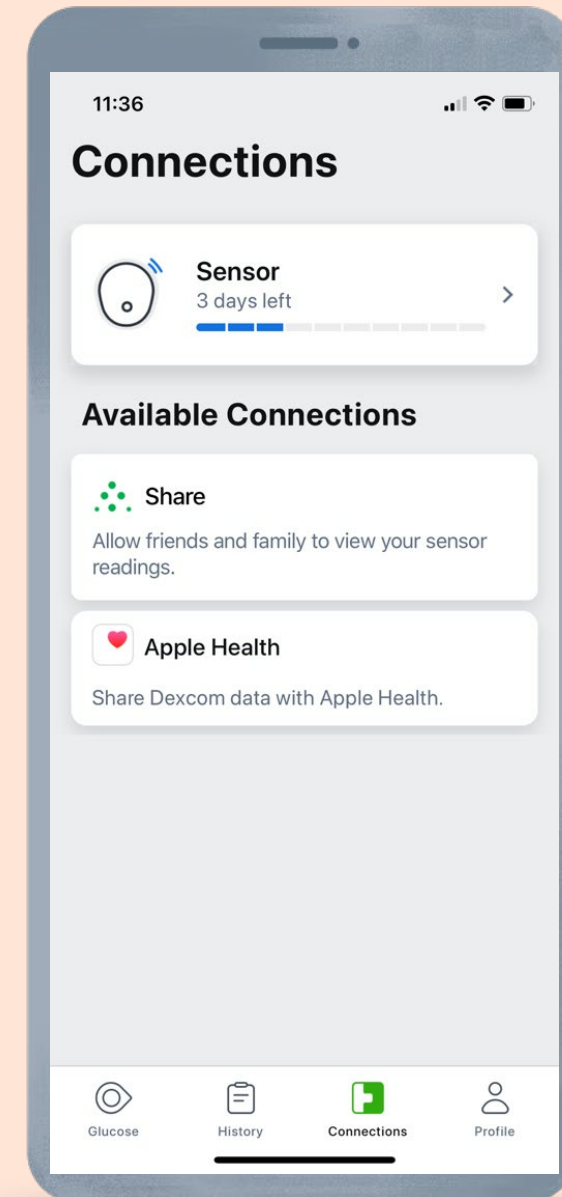 11:36
Connections
Sensor
3 days left
Available Connections
Share
Allow friends and family to view your sensor
readings.
Apple Health
Share Dexcom data with Apple Health.
Glucose
History
Connections
Profile